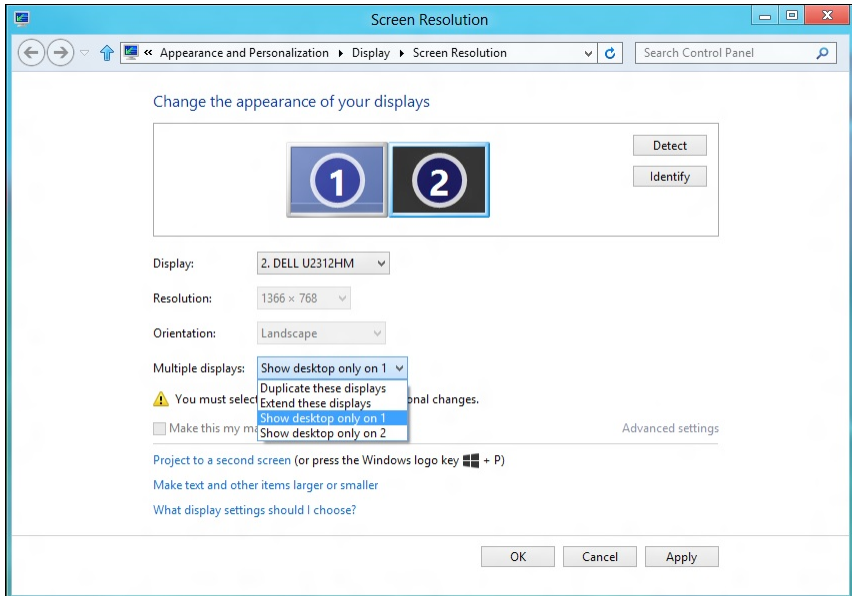 Screen Resolution
« Appearance and Personalization Display Screen Resolution Search Control Panel
Change the appearance of your displays
1 2
Detect
Identify
Display: 2. DELL U2312HM
Resolution: 1366 × 768
Orientation: Landscape
Multiple displays: Show desktop only on 1
Duplicate these displays
You must select onal changes.
Extend these displays
Show desktop only on 1
Make this my ma Advanced settings
Show desktop only on 2
Project to a second screen (or press the Windows logo key + P)
Make text and other items larger or smaller
What display settings should I choose?
OK Cancel Apply